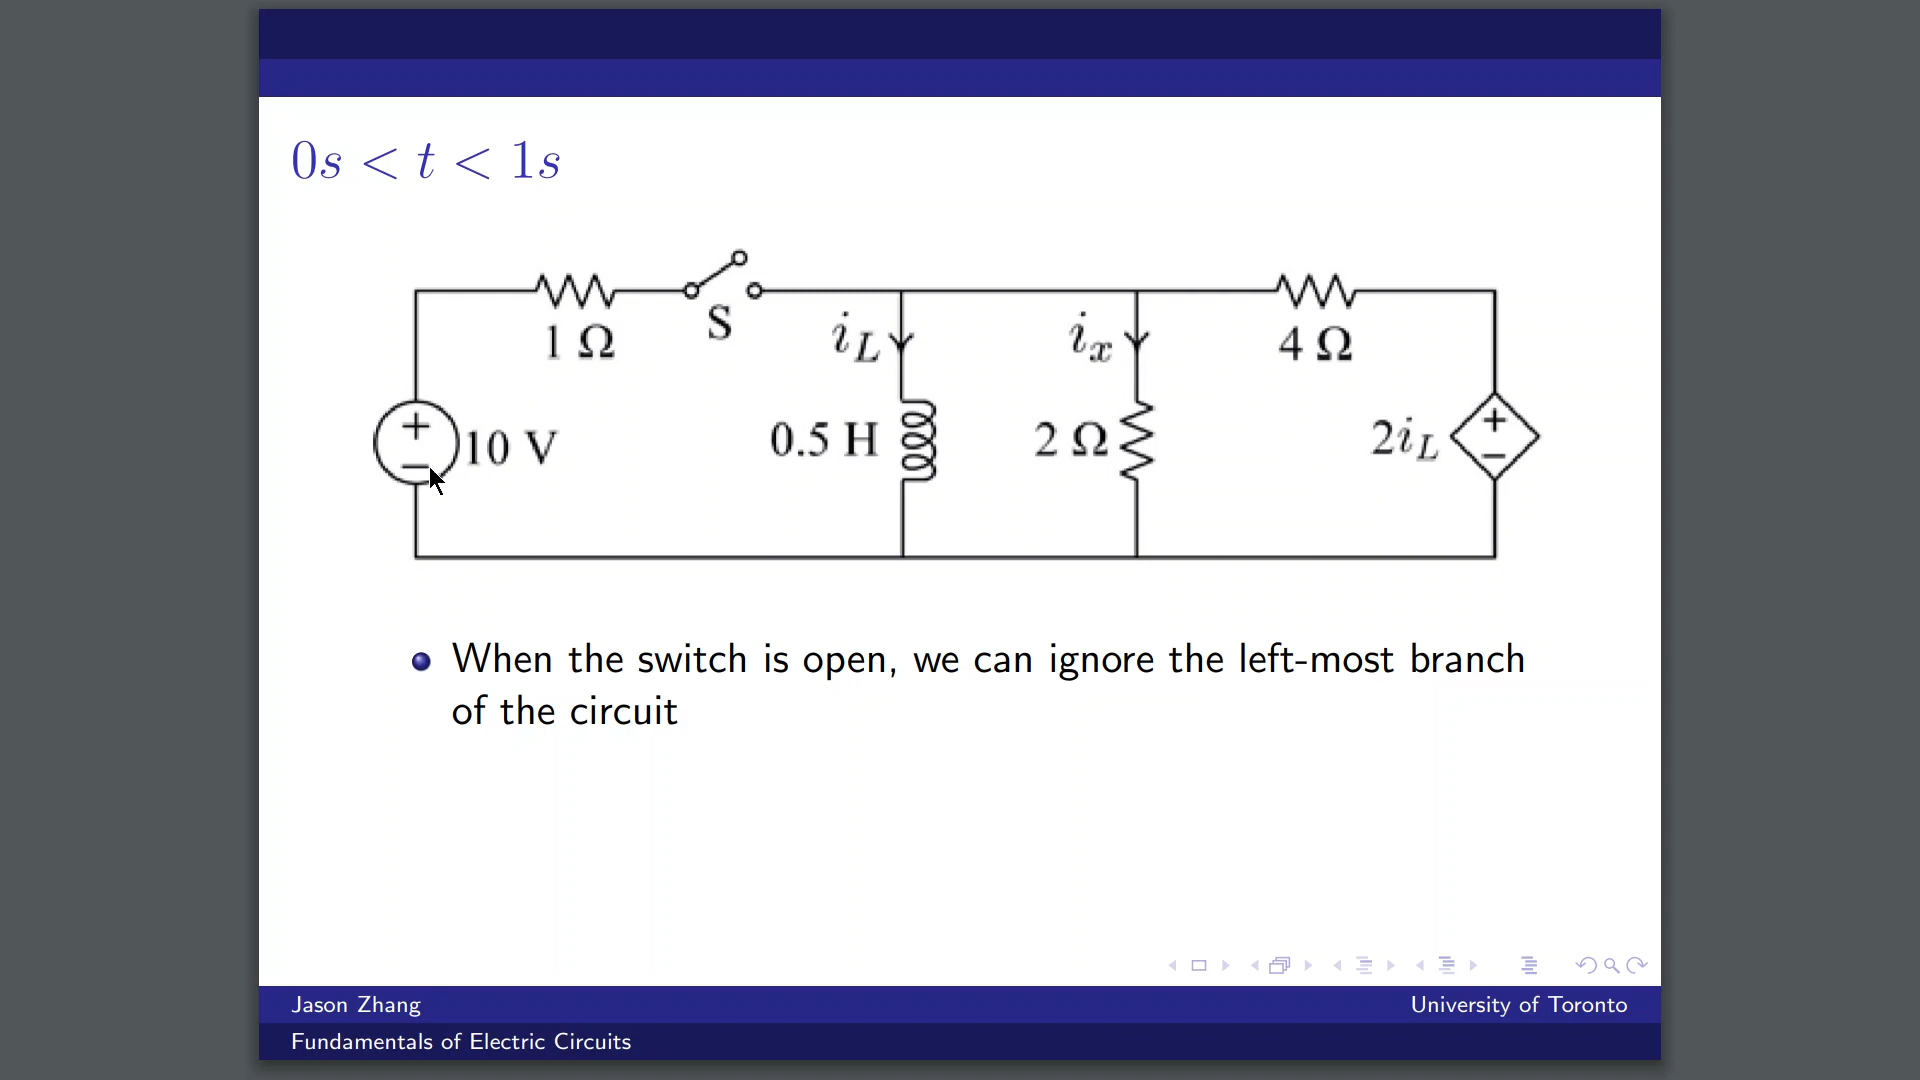 0s < t < 1s
1 Ω
S
i_L
i_x
4 Ω
+
−
10 V
0.5 H
2 Ω
2i_L
+
−
When the switch is open, we can ignore the left-most branch
of the circuit
Jason Zhang
University of Toronto
Fundamentals of Electric Circuits